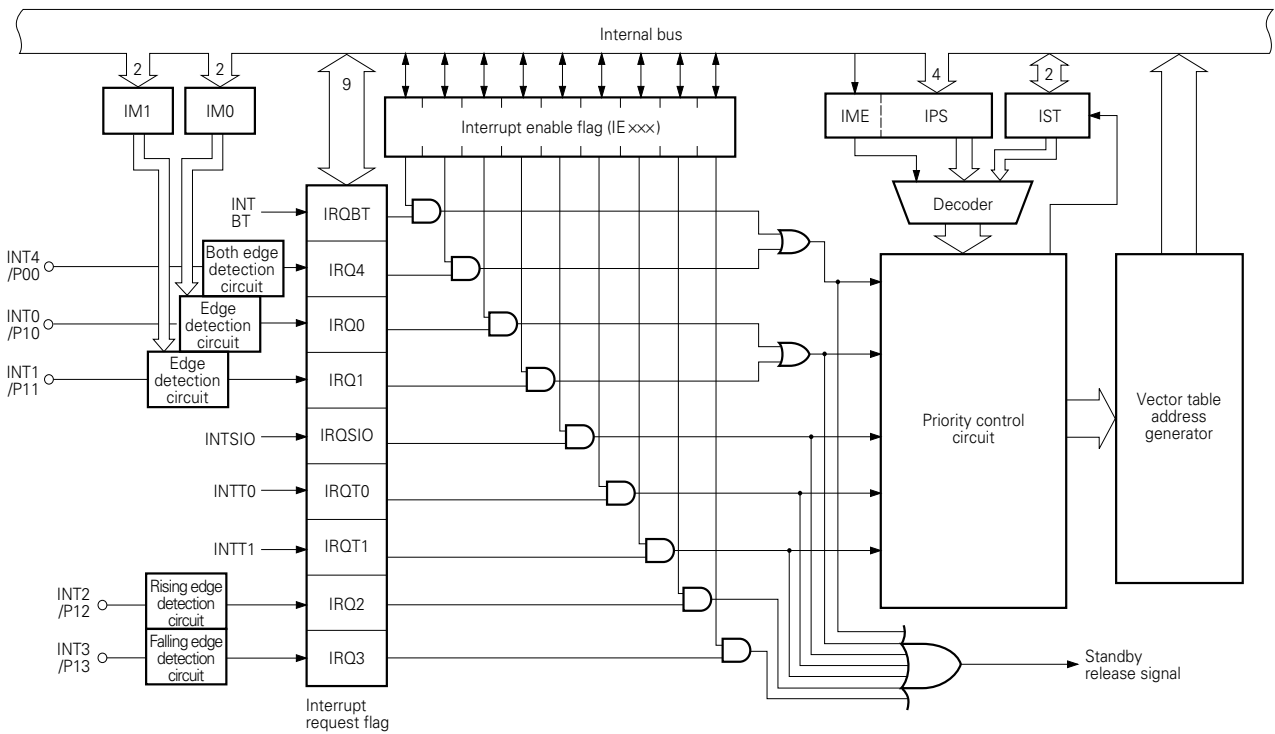 Internal bus
2
2
9
4
2
IM1
IM0
Interrupt enable flag (IE×××)
IME
IPS
IST
Decoder
INT
BT
IRQBT
INT4
/P00
Both edge
detection
circuit
IRQ4
INT0
/P10
Edge
detection
circuit
IRQ0
INT1
/P11
Edge
detection
circuit
IRQ1
INTSIO
IRQSIO
INTT0
IRQT0
INTT1
IRQT1
INT2
/P12
Rising edge
detection
circuit
IRQ2
INT3
/P13
Falling edge
detection
circuit
IRQ3
Interrupt
request flag
Priority control
circuit
Vector table
address
generator
Standby
release signal